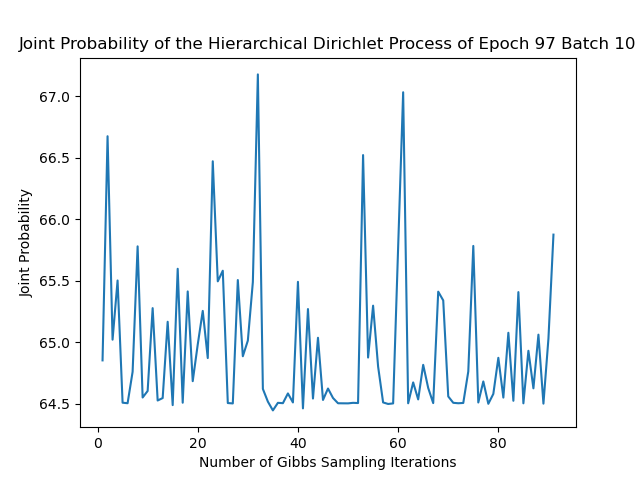 Joint Probability of the Hierarchical Dirichlet Process of Epoch 97 Batch 10
67.0
66.5
66.0
65.5
65.0
64.5
Joint Probability
0 20 40 60 80
Number of Gibbs Sampling Iterations